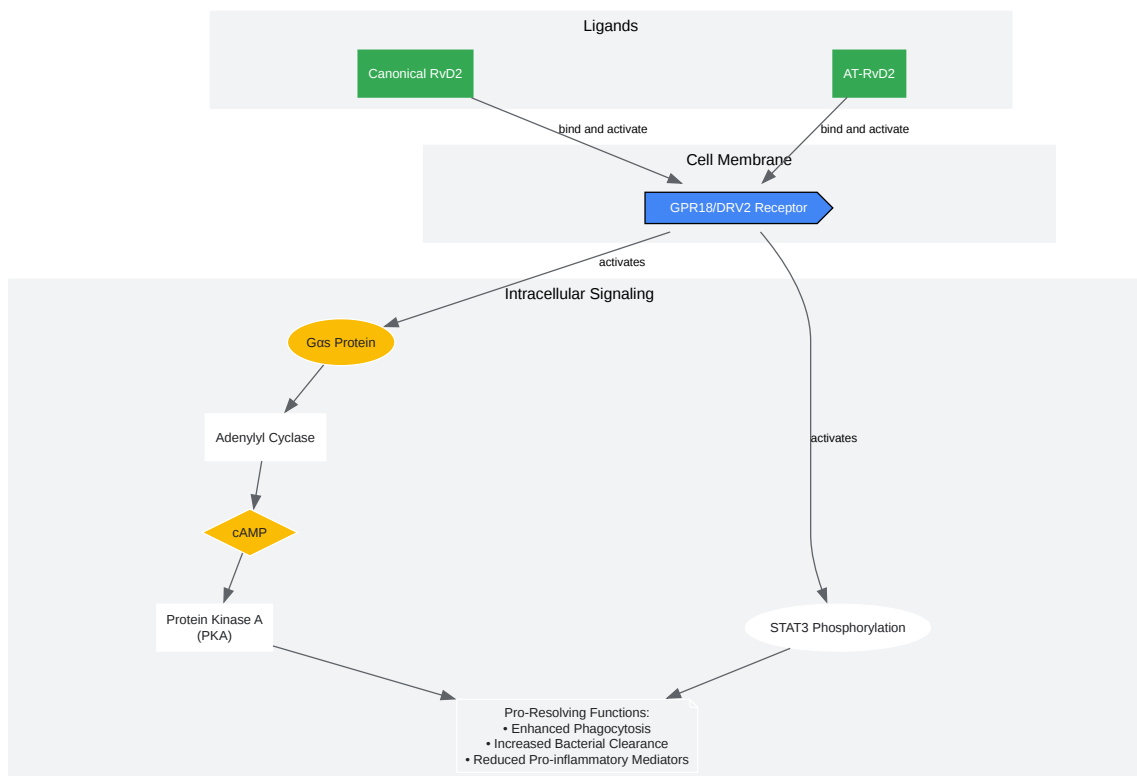 Ligands
Canonical RvD2
AT-RvD2
bind and activate
bind and activate
Cell Membrane
GPR18/DRV2 Receptor
activates
Intracellular Signaling
Gαs Protein
Adenylyl Cyclase
activates
cAMP
Protein Kinase A
(PKA)
STAT3 Phosphorylation
Pro-Resolving Functions:
• Enhanced Phagocytosis
• Increased Bacterial Clearance
• Reduced Pro-inflammatory Mediators